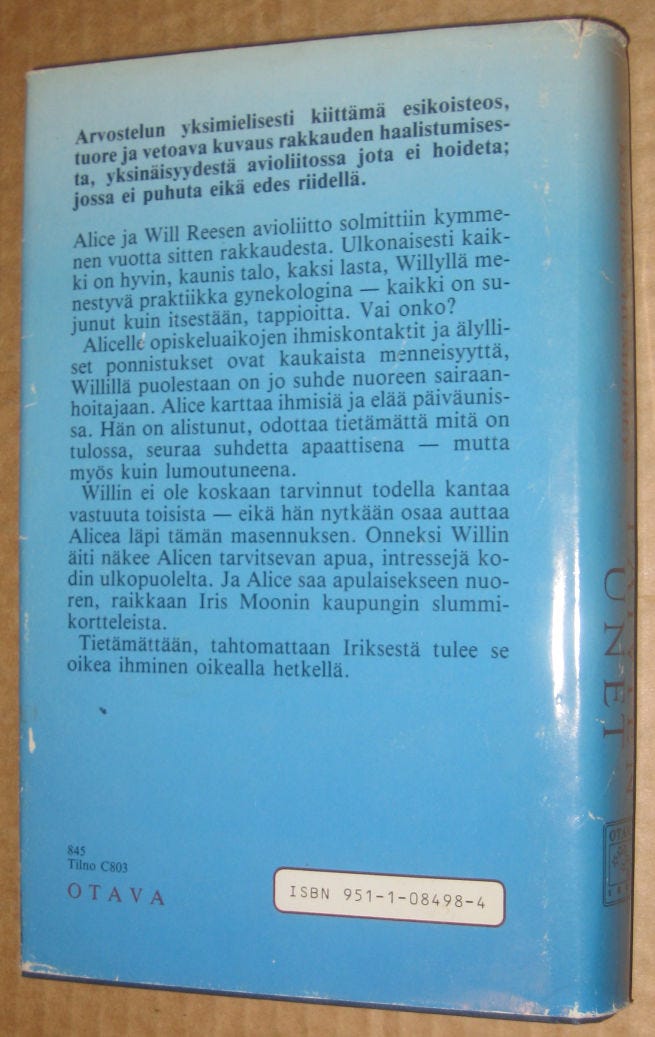 Arvostelun yksimielisesti kiittämä esikoisteos,
tuore ja vetoava kuvaus rakkauden haalistumises-
ta, yksinäisyydestä avioliitossa jota ei hoideta;
jossa ei puhuta eikä edes riidellä.
Alice ja Will Reesen avioliitto solmittiin kymme-
nen vuotta sitten rakkaudesta. Ulkonaisesti kaik-
ki on hyvin, kaunis talo, kaksi lasta, Willyllä me-
nestyvä praktiikka gynekologina — kaikki on su-
junut kuin itsestään, tappioitta. Vai onko?
Alicelle opiskeluaikojen ihmiskontaktit ja älylli-
set ponnistukset ovat kaukaista menneisyyttä,
Willillä puolestaan on jo suhde nuoreen sairaan-
hoitajaan. Alice karttaa ihmisiä ja elää päiväunis-
sa. Hän on alistunut, odottaa tietämättä mitä on
tulossa, seuraa suhdetta apaattisena — mutta
myös kuin lumoutuneena.
Willin ei ole koskaan tarvinnut todella kantaa
vastuuta toisista — eikä hän nytkään osaa auttaa
Alicea läpi tämän masennuksen. Onneksi Willin
äiti näkee Alicen tarvitsevan apua, intressejä ko-
din ulkopuolelta. Ja Alice saa apulaisekseen nuo-
ren, raikkaan Iris Moonin kaupungin slummi-
kortteleista.
Tietämättään, tahtomattaan Iriksestä tulee se
oikea ihminen oikealla hetkellä.
845
Tilno C803
OTAVA
ISBN 951-1-08498-4
UNET